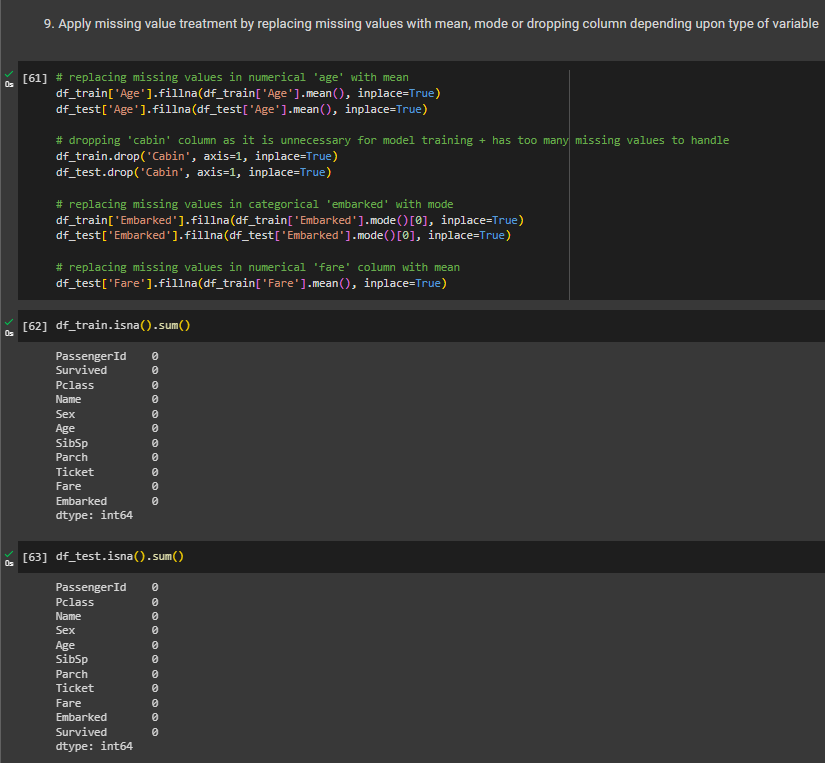 9. Apply missing value treatment by replacing missing values with mean, mode or dropping column depending upon type of variable
[61] # replacing missing values in numerical 'age' with mean
0s
df_train['Age'].fillna(df_train['Age'].mean(), inplace=True)
df_test['Age'].fillna(df_test['Age'].mean(), inplace=True)
# dropping 'cabin' column as it is unnecessary for model training + has too many missing values to handle
df_train.drop('Cabin', axis=1, inplace=True)
df_test.drop('Cabin', axis=1, inplace=True)
# replacing missing values in categorical 'embarked' with mode
df_train['Embarked'].fillna(df_train['Embarked'].mode()[0], inplace=True)
df_test['Embarked'].fillna(df_test['Embarked'].mode()[0], inplace=True)
# replacing missing values in numerical 'fare' column with mean
df_test['Fare'].fillna(df_train['Fare'].mean(), inplace=True)
[62] df_train.isna().sum()
0s
PassengerId 0
Survived 0
Pclass 0
Name 0
Sex 0
Age 0
SibSp 0
Parch 0
Ticket 0
Fare 0
Embarked 0
dtype: int64
[63] df_test.isna().sum()
0s
PassengerId 0
Pclass 0
Name 0
Sex 0
Age 0
SibSp 0
Parch 0
Ticket 0
Fare 0
Embarked 0
Survived 0
dtype: int64